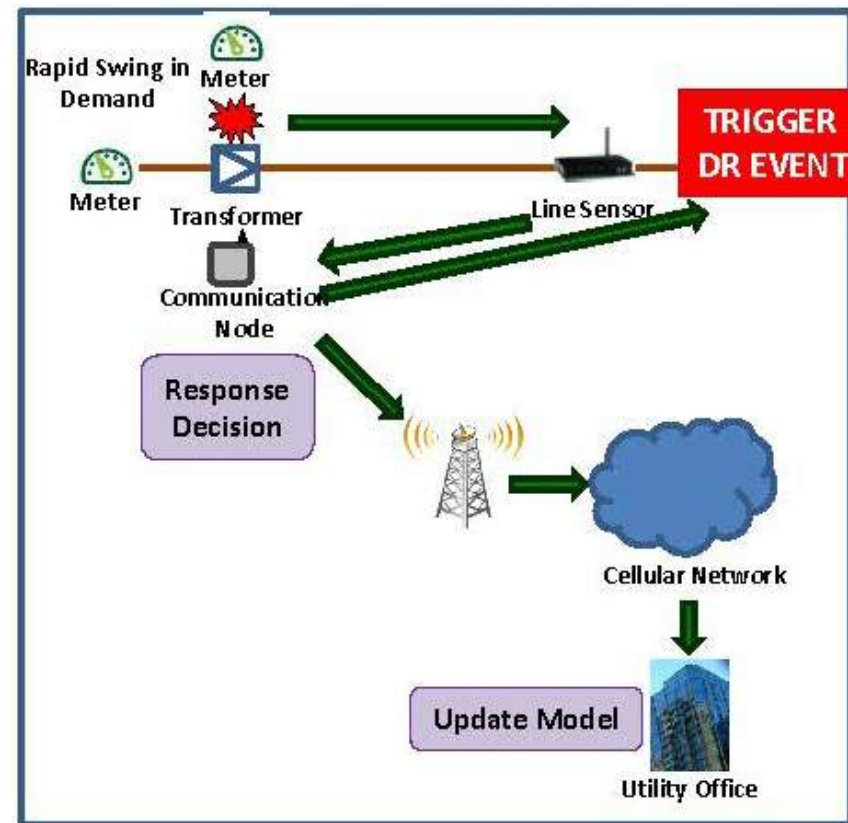 Rapid Swing in
Demand
Meter
TRIGGER
DR EVENT
Meter
Transformer
Line Sensor
Communication
Node
Response
Decision
Cellular Network
Update Model
Utility Office